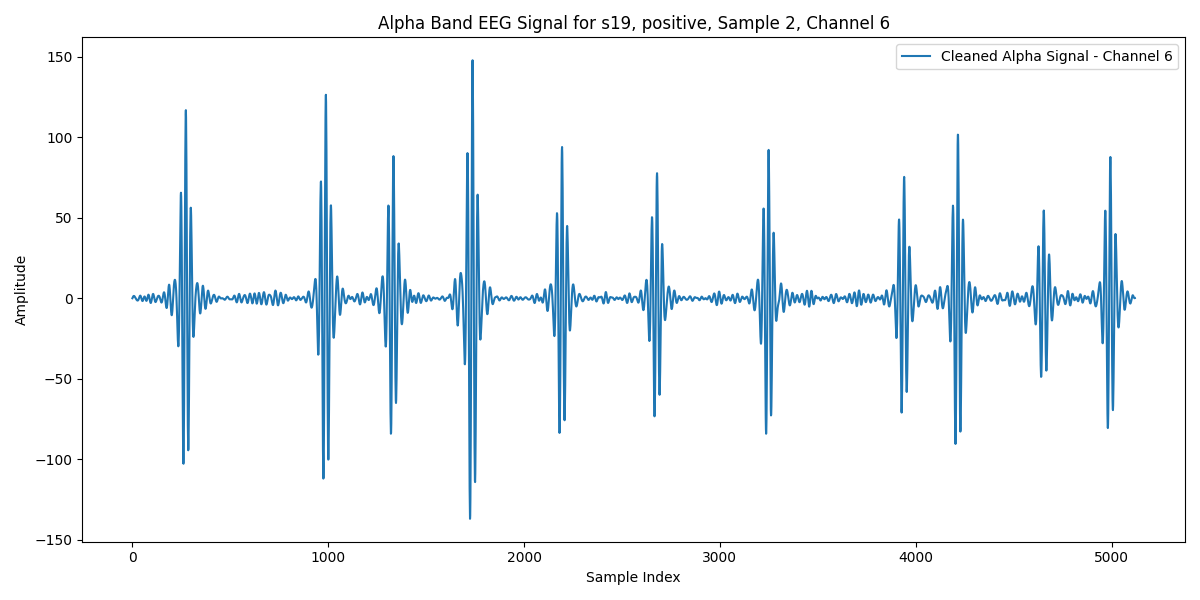 Alpha Band EEG Signal for s19, positive, Sample 2, Channel 6
Cleaned Alpha Signal - Channel 6
150
100
50
0
−50
−100
−150
Amplitude
0 1000 2000 3000 4000 5000
Sample Index